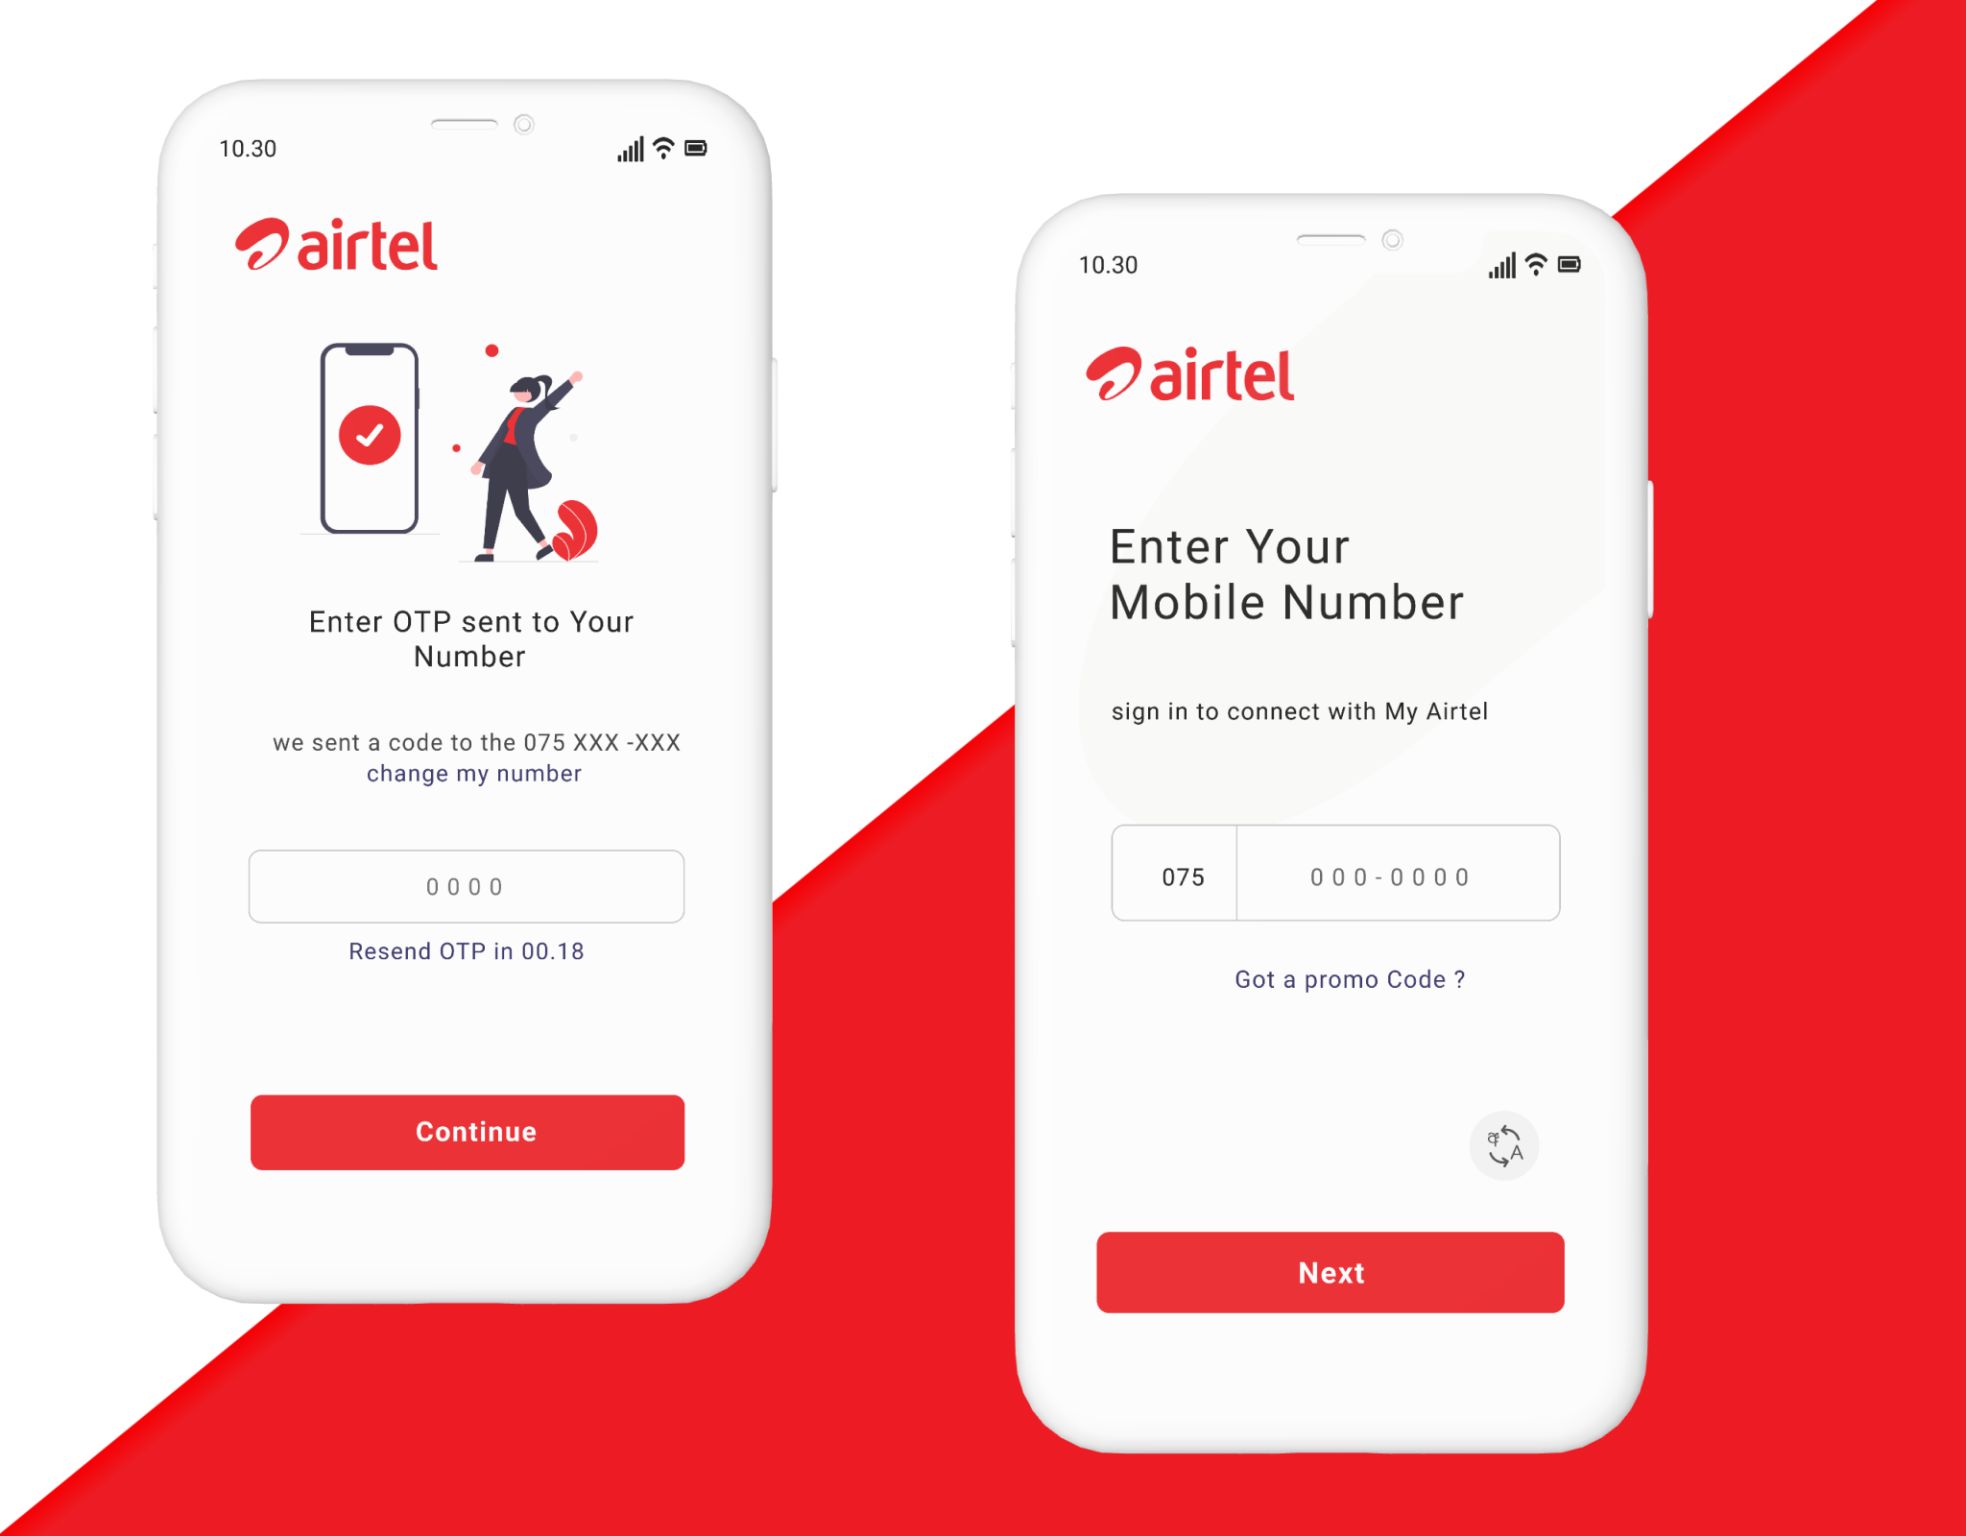 10.30
airtel
Enter OTP sent to Your
Number
we sent a code to the 075 XXX -XXX
change my number
0 0 0 0
Resend OTP in 00.18
Continue
10.30
airtel
Enter Your
Mobile Number
sign in to connect with My Airtel
075 0 0 0 - 0 0 0 0
Got a promo Code ?
A
Next